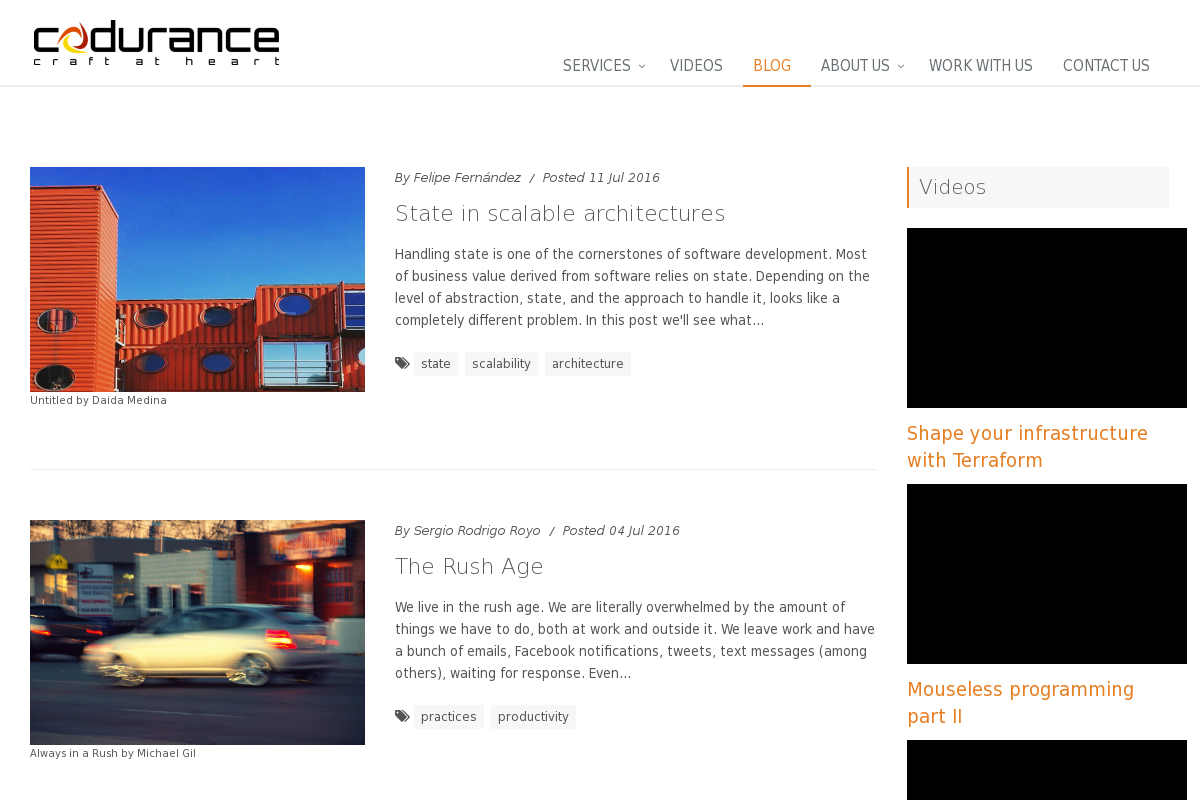 codurance
craft at heart
SERVICES VIDEOS BLOG ABOUT US WORK WITH US CONTACT US
By Felipe Fernández / Posted 11 Jul 2016
State in scalable architectures
Handling state is one of the cornerstones of software development. Most
of business value derived from software relies on state. Depending on the
level of abstraction, state, and the approach to handle it, looks like a
completely different problem. In this post we'll see what...
state scalability architecture
Untitled by Daida Medina
By Sergio Rodrigo Royo / Posted 04 Jul 2016
The Rush Age
We live in the rush age. We are literally overwhelmed by the amount of
things we have to do, both at work and outside it. We leave work and have
a bunch of emails, Facebook notifications, tweets, text messages (among
others), waiting for response. Even...
practices productivity
Always in a Rush by Michael Gil
Videos
Shape your infrastructure
with Terraform
Mouseless programming
part II